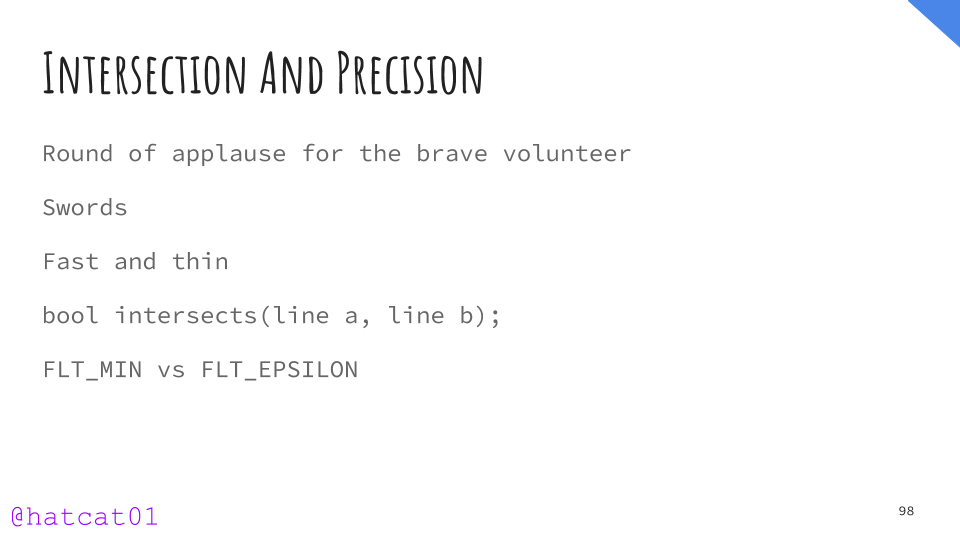 Intersection And Precision
Round of applause for the brave volunteer
Swords
Fast and thin
bool intersects(line a, line b);
FLT_MIN vs FLT_EPSILON
@hatcat01
98